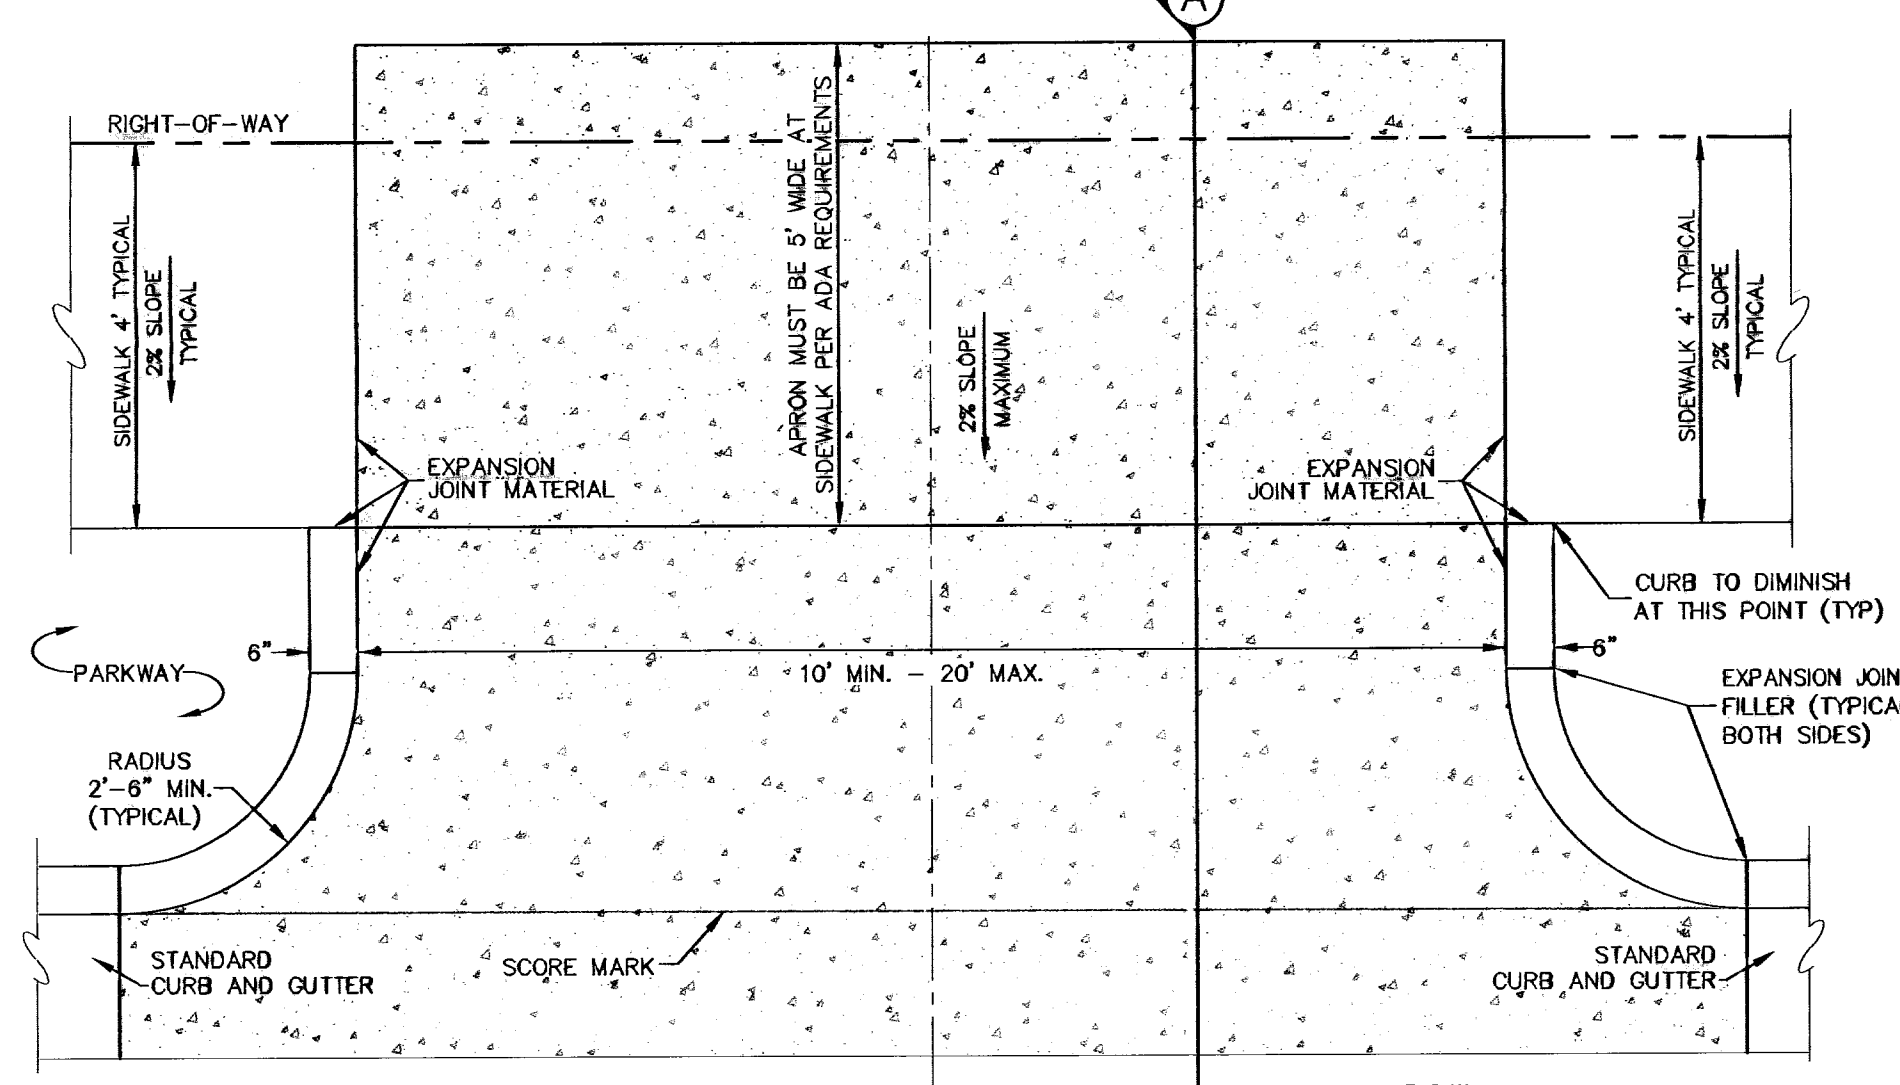 A
RIGHT-OF-WAY
SIDEWALK 4' TYPICAL
2% SLOPE
TYPICAL
APRON MUST BE 5' WIDE AT
SIDEWALK PER ADA REQUIREMENTS
2% SLOPE
MAXIMUM
SIDEWALK 4' TYPICAL
2% SLOPE
TYPICAL
EXPANSION
JOINT MATERIAL
EXPANSION
JOINT MATERIAL
CURB TO DIMINISH
AT THIS POINT (TYP)
6"
6"
PARKWAY
10' MIN. - 20' MAX.
EXPANSION JOIN
FILLER (TYPICA
BOTH SIDES)
RADIUS
2'-6" MIN.
(TYPICAL)
STANDARD
CURB AND GUTTER
SCORE MARK
STANDARD
CURB AND GUTTER